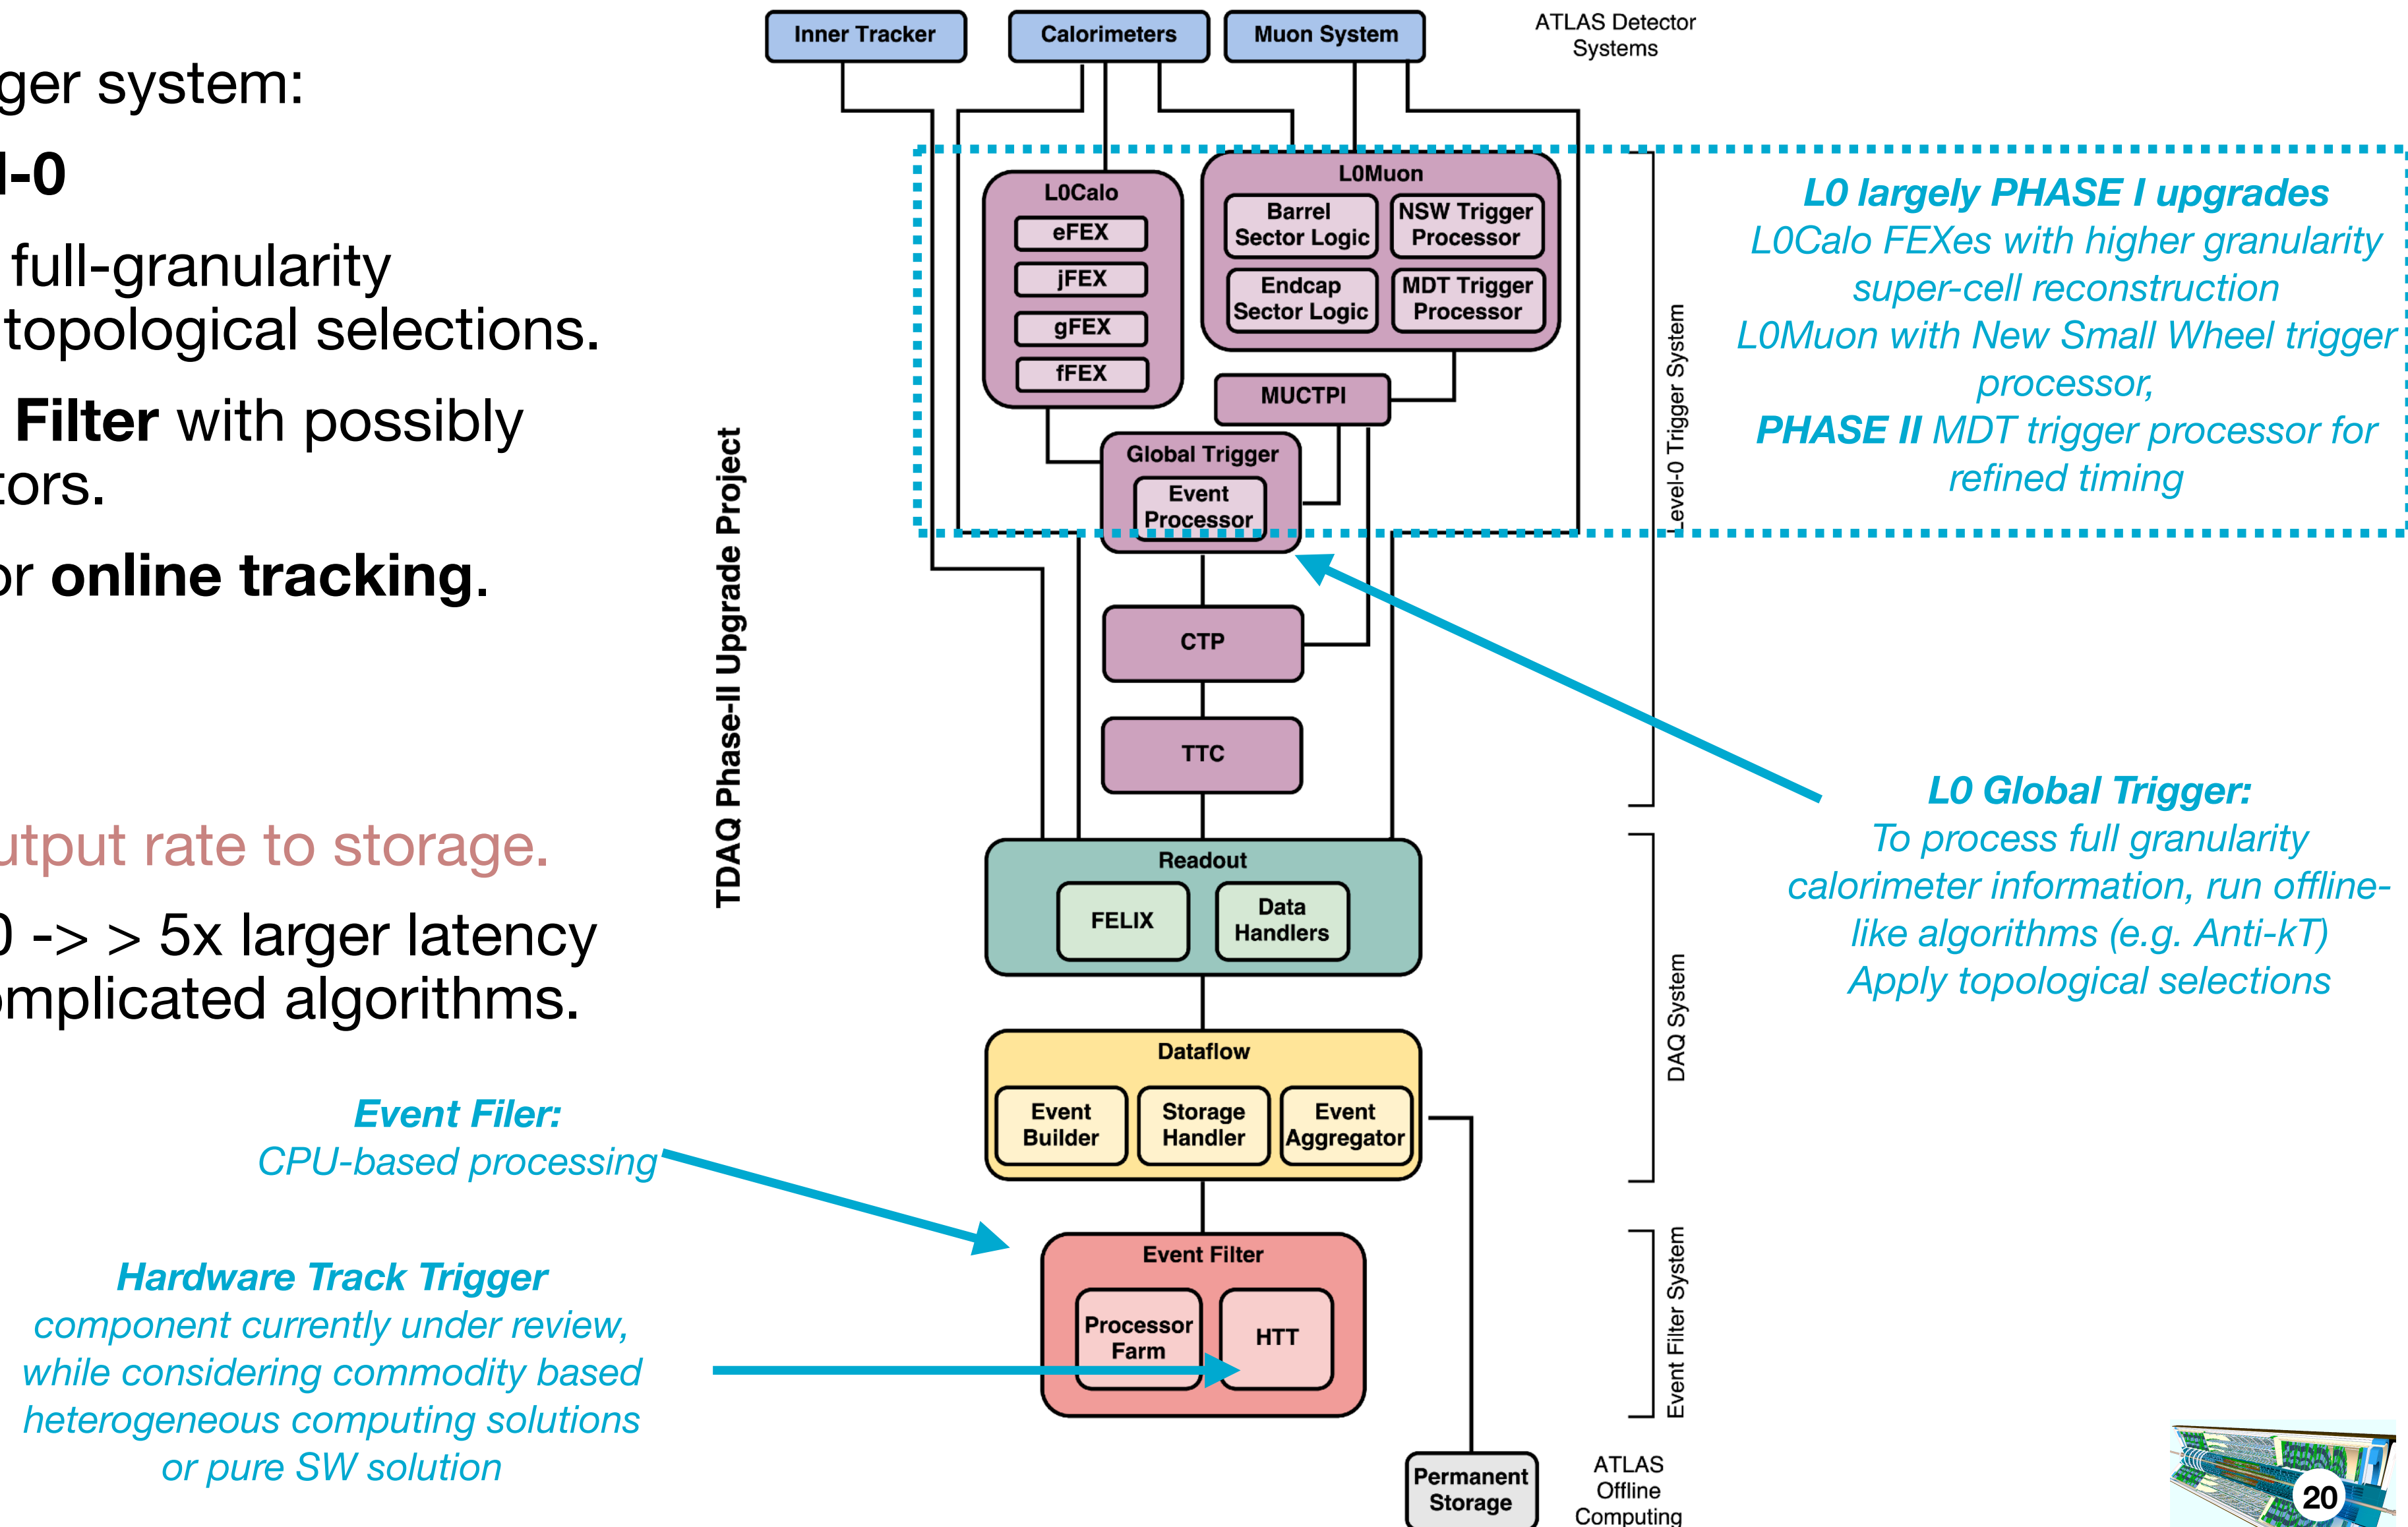 ger system:
l-0
full-granularity
topological selections.
Filter with possibly
tors.
or online tracking.
utput rate to storage.
0 -> > 5x larger latency
omplicated algorithms.
Event Filer:
CPU-based processing
Hardware Track Trigger
component currently under review,
while considering commodity based
heterogeneous computing solutions
or pure SW solution
TDAQ Phase-II Upgrade Project
Inner Tracker
Calorimeters
Muon System
ATLAS Detector
Systems
L0Calo
eFEX
jFEX
gFEX
fFEX
L0Muon
Barrel
Sector Logic
NSW Trigger
Processor
Endcap
Sector Logic
MDT Trigger
Processor
MUCTPI
Global Trigger
Event
Processor
CTP
TTC
Level-0 Trigger System
Readout
FELIX
Data
Handlers
Dataflow
Event
Builder
Storage
Handler
Event
Aggregator
DAQ System
Event Filter
Processor
Farm
HTT
Event Filter System
Permanent
Storage
ATLAS
Offline
Computing
L0 largely PHASE I upgrades
L0Calo FEXes with higher granularity
super-cell reconstruction
L0Muon with New Small Wheel trigger
processor,
PHASE II MDT trigger processor for
refined timing
L0 Global Trigger:
To process full granularity
calorimeter information, run offline-
like algorithms (e.g. Anti-kT)
Apply topological selections
20